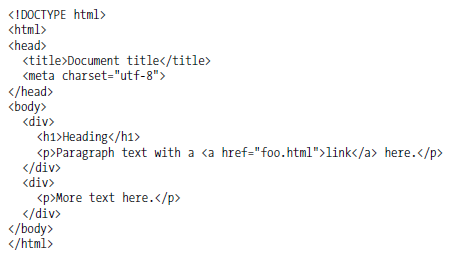 <!DOCTYPE html>
<html>
<head>
  <title>Document title</title>
  <meta charset="utf-8">
</head>
<body>
  <div>
    <h1>Heading</h1>
    <p>Paragraph text with a <a href="foo.html">link</a> here.</p>
  </div>
  <div>
    <p>More text here.</p>
  </div>
</body>
</html>